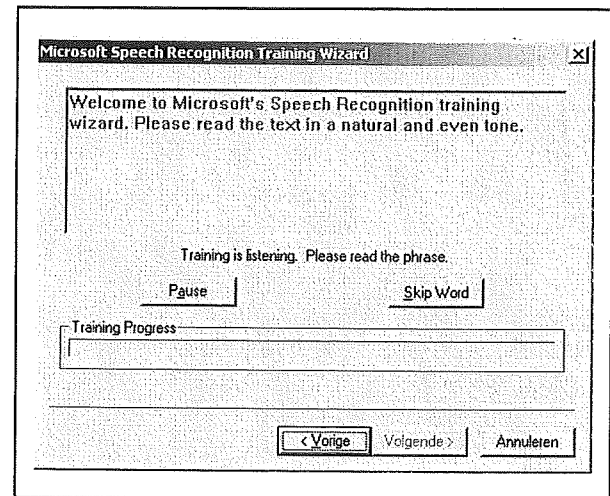 Microsoft Speech Recognition Training Wizard
Welcome to Microsoft's Speech Recognition training
wizard. Please read the text in a natural and even tone.
Training is listening. Please read the phrase.
Pause
Skip Word
Training Progress
< Vorige
Volgende >
Annuleren